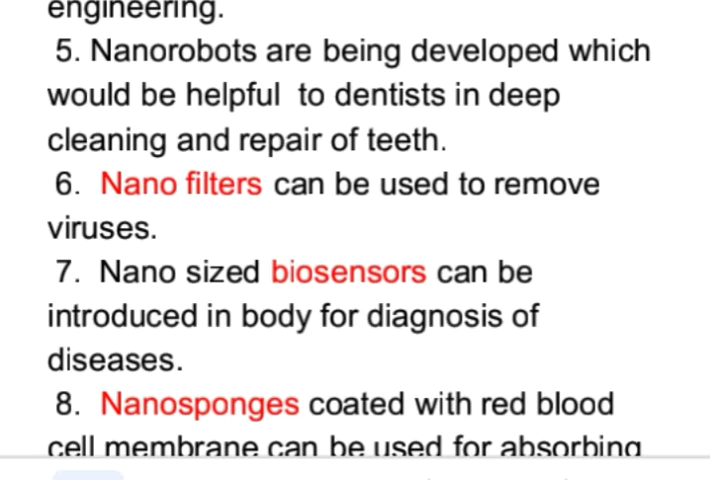 engineering.
5. Nanorobots are being developed which
would be helpful  to dentists in deep
cleaning and repair of teeth.
6.  Nano filters can be used to remove
viruses.
7.  Nano sized biosensors can be
introduced in body for diagnosis of
diseases.
8.  Nanosponges coated with red blood
cell membrane can be used for absorbing